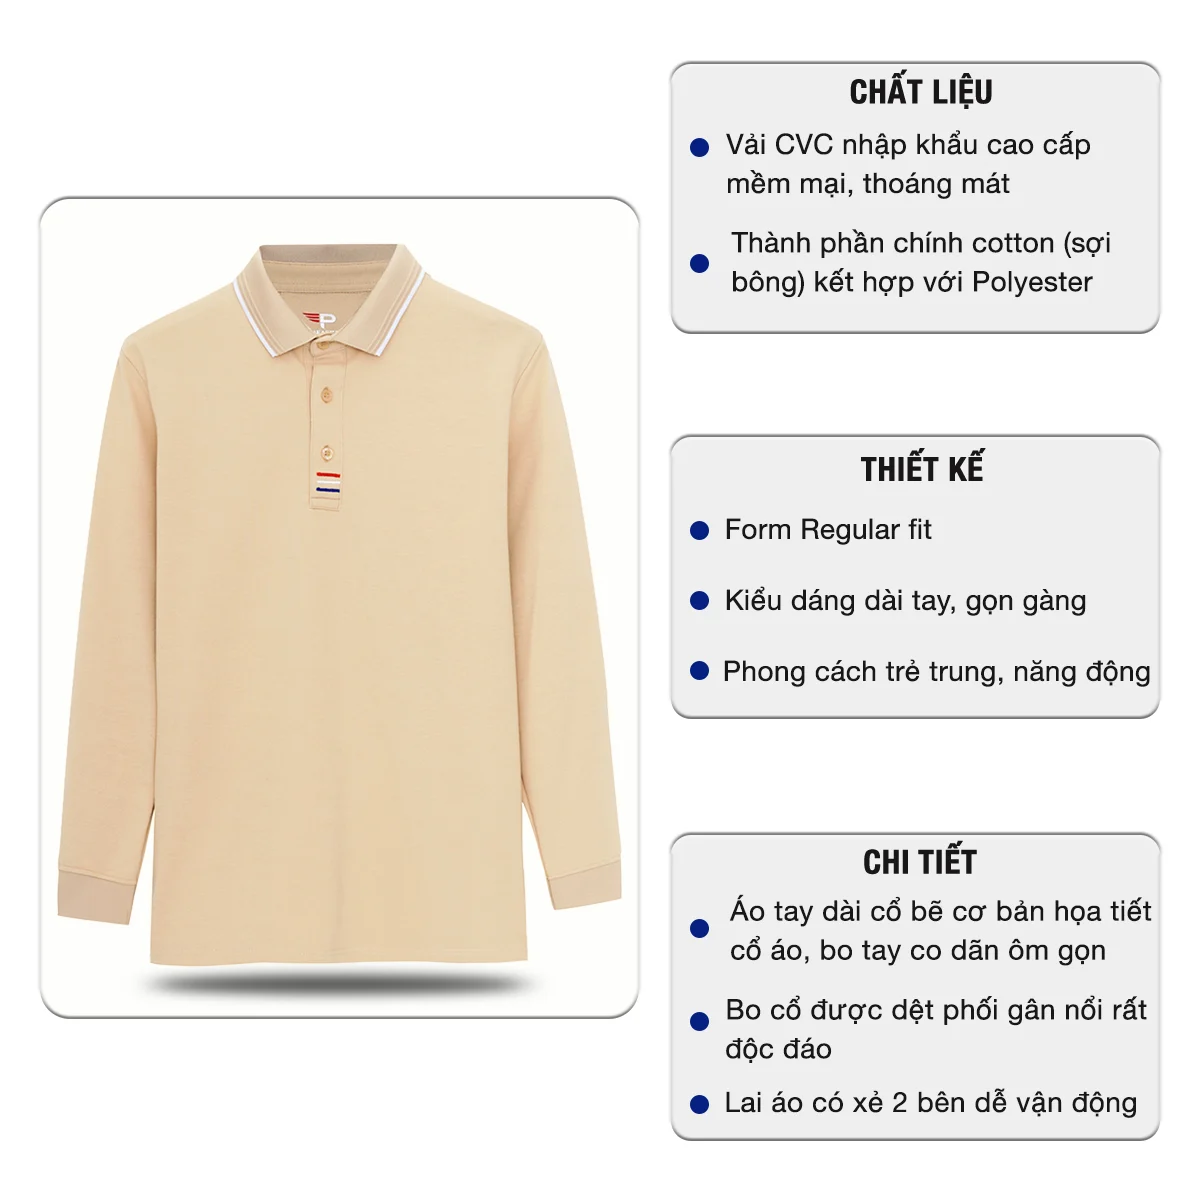 P
CHẤT LIỆU
Vải CVC nhập khẩu cao cấp
mềm mại, thoáng mát
Thành phần chính cotton (sợi
bông) kết hợp với Polyester
THIẾT KẾ
Form Regular fit
Kiểu dáng dài tay, gọn gàng
Phong cách trẻ trung, năng động
CHI TIẾT
Áo tay dài cổ bẽ cơ bản họa tiết
cổ áo, bo tay co dãn ôm gọn
Bo cổ được dệt phối gân nổi rất
độc đáo
Lai áo có xẻ 2 bên dễ vận động